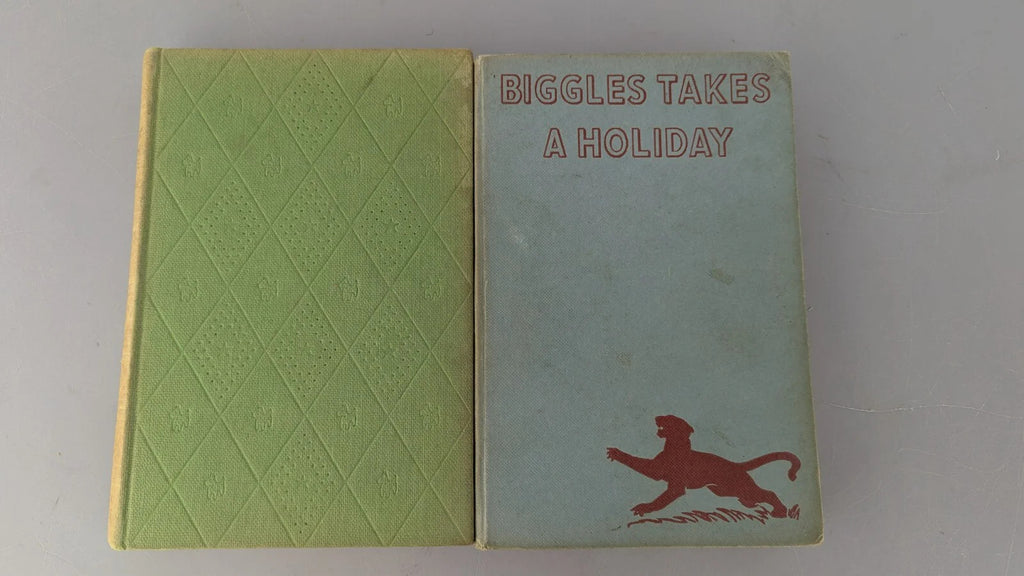 BIGGLES TAKES
A HOLIDAY